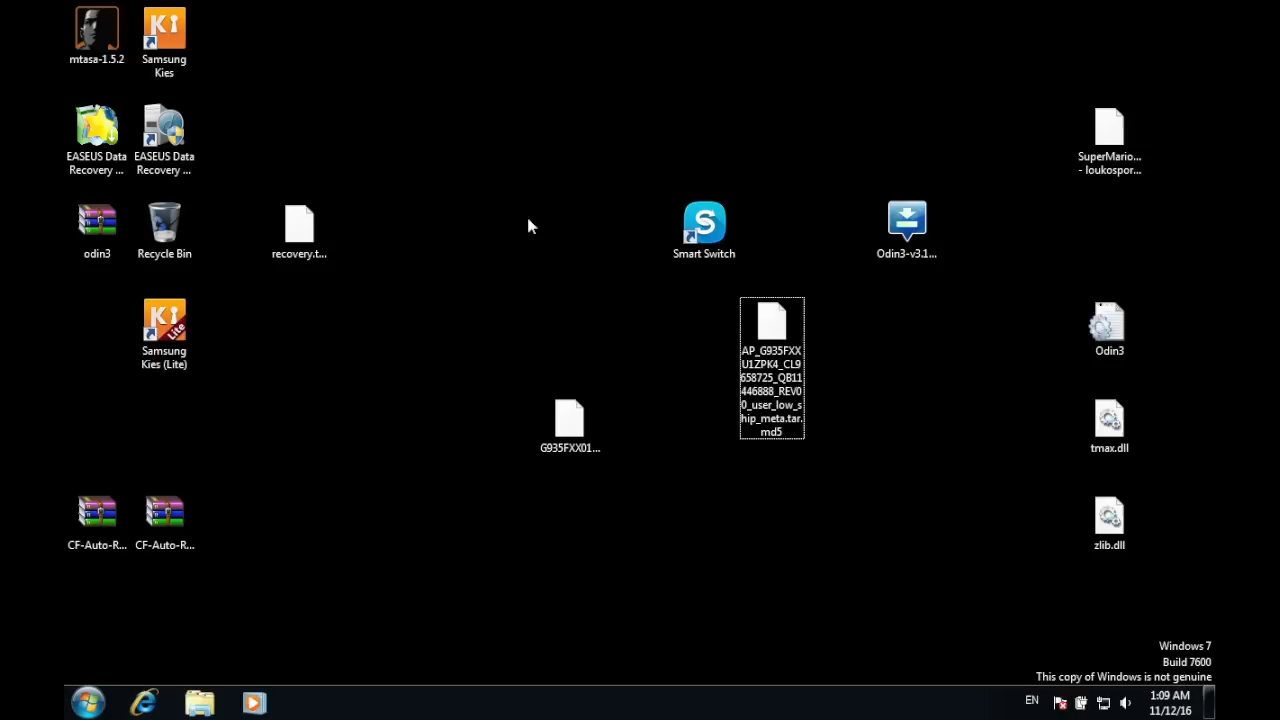 mtasa-1.5.2
Samsung
Kies
EASEUS Data
Recovery ...
EASEUS Data
Recovery ...
SuperMario...
- loukospor...
odin3
Recycle Bin
recovery.t...
Smart Switch
Odin3-v3.1...
Samsung
Kies (Lite)
AP_G935FXX
U1ZPK4_CL9
658725_QB11
446888_REV0
0_user_low_s
hip_meta.tar.
md5
Odin3
G935FXX01...
tmax.dll
CF-Auto-R...
CF-Auto-R...
zlib.dll
Windows 7
Build 7600
This copy of Windows is not genuine
EN
1:09 AM
11/12/16